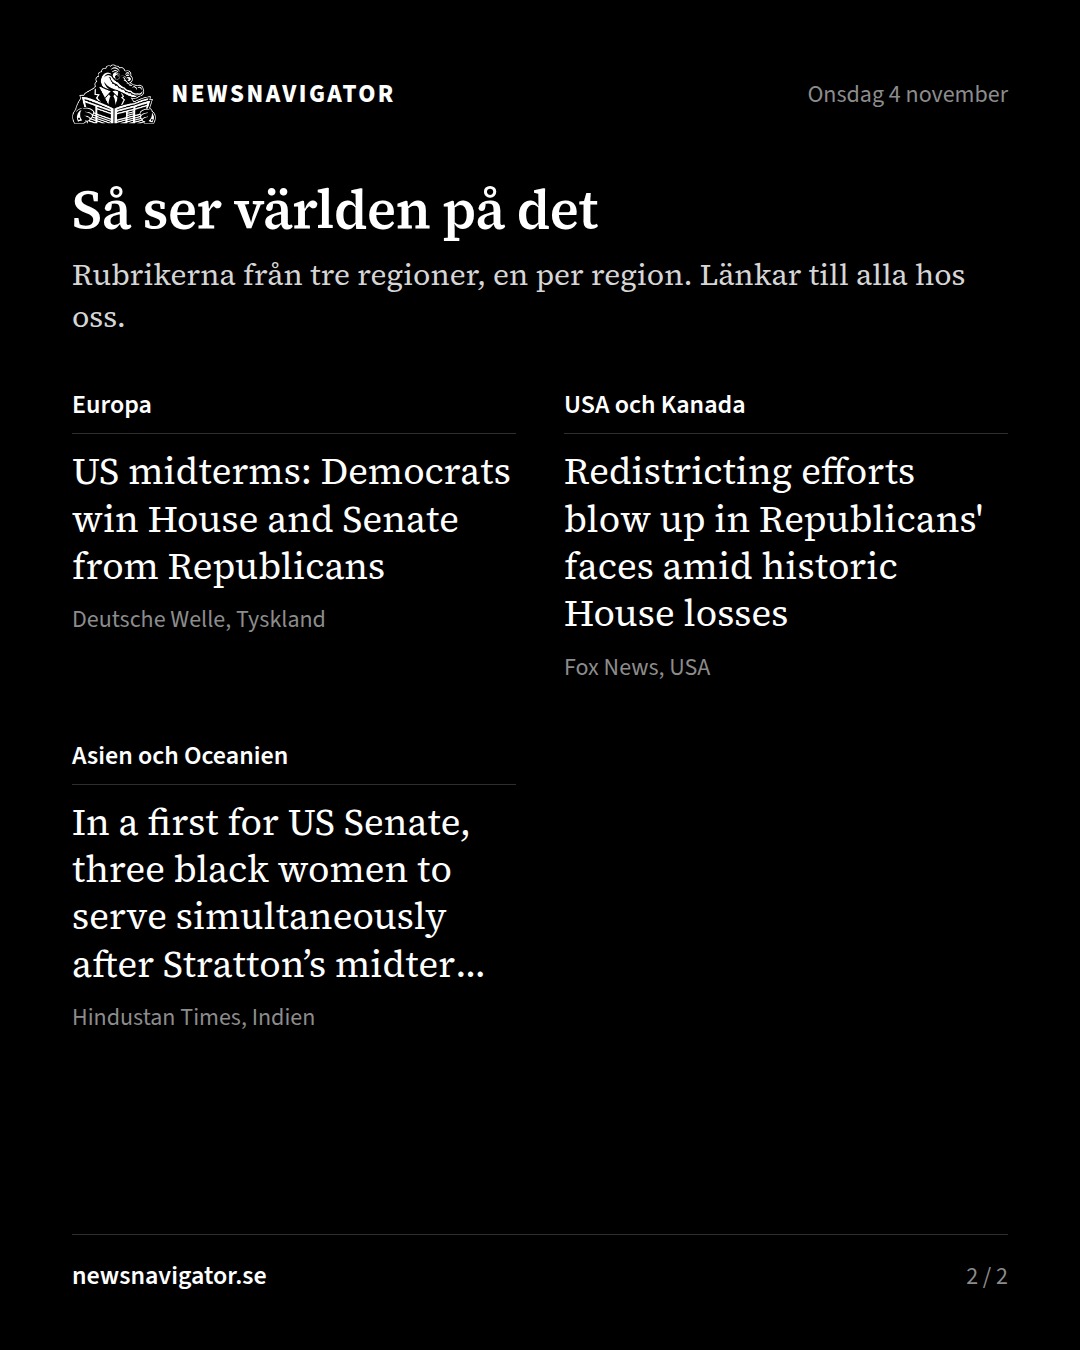 NEWSNAVIGATOR
Onsdag 4 november
Så ser världen på det
Rubrikerna från tre regioner, en per region. Länkar till alla hos
oss.
Europa
US midterms: Democrats
win House and Senate
from Republicans
Deutsche Welle, Tyskland
USA och Kanada
Redistricting efforts
blow up in Republicans'
faces amid historic
House losses
Fox News, USA
Asien och Oceanien
In a first for US Senate,
three black women to
serve simultaneously
after Stratton’s midter...
Hindustan Times, Indien
newsnavigator.se
2 / 2